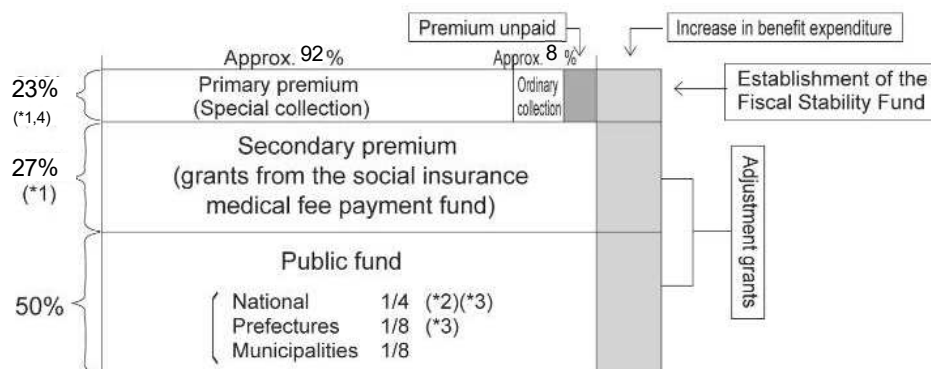 Premium unpaid
Increase in benefit expenditure
Approx. 92 %
Approx. 8 %
23%
(*1,4)
Primary premium
(Special collection)
Ordinary
collection
Establishment of the
Fiscal Stability Fund
27%
(*1)
Secondary premium
(grants from the social insurance
medical fee payment fund)
Adjustment grants
50%
Public fund
National 1/4 (*2)(*3)
Prefectures 1/8 (*3)
Municipalities 1/8